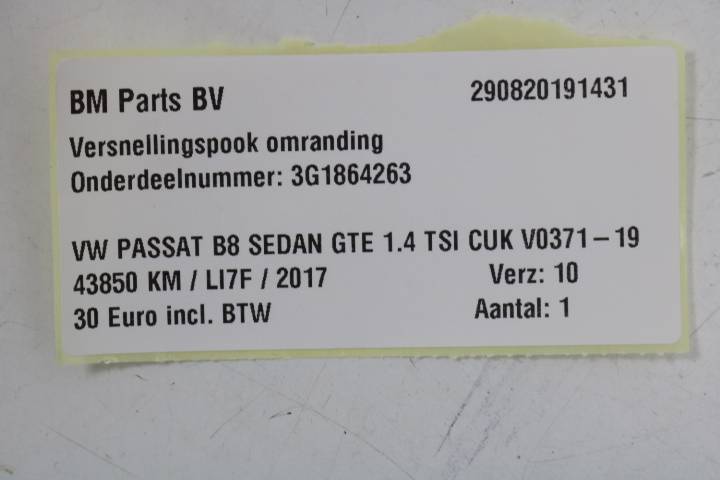 BM Parts BV 290820191431
Versnellingspook omranding
Onderdeelnummer: 3G1864263
VW PASSAT B8 SEDAN GTE 1.4 TSI CUK V0371-19
43850 KM / LI7F / 2017 Verz: 10
30 Euro incl. BTW Aantal: 1